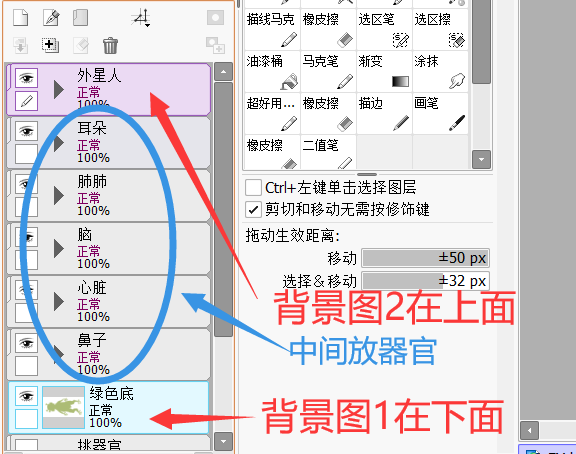 外星人
正常
100%
耳朵
正常
100%
肺肺
正常
100%
脑
正常
100%
心脏
正常
100%
鼻子
正常
100%
绿色底
正常
100%
挑器官
描线马克
橡皮擦
选区笔
选区擦
油漆桶
马克笔
渐变
涂抹
超好用...
橡皮擦
描边
画笔
橡皮擦
二值笔
Ctrl+左键单击选择图层
剪切和移动无需按修饰键
拖动生效距离:
移动 ±50 px
选择&移动 ±32 px
背景图2在上面
中间放器官
背景图1在下面